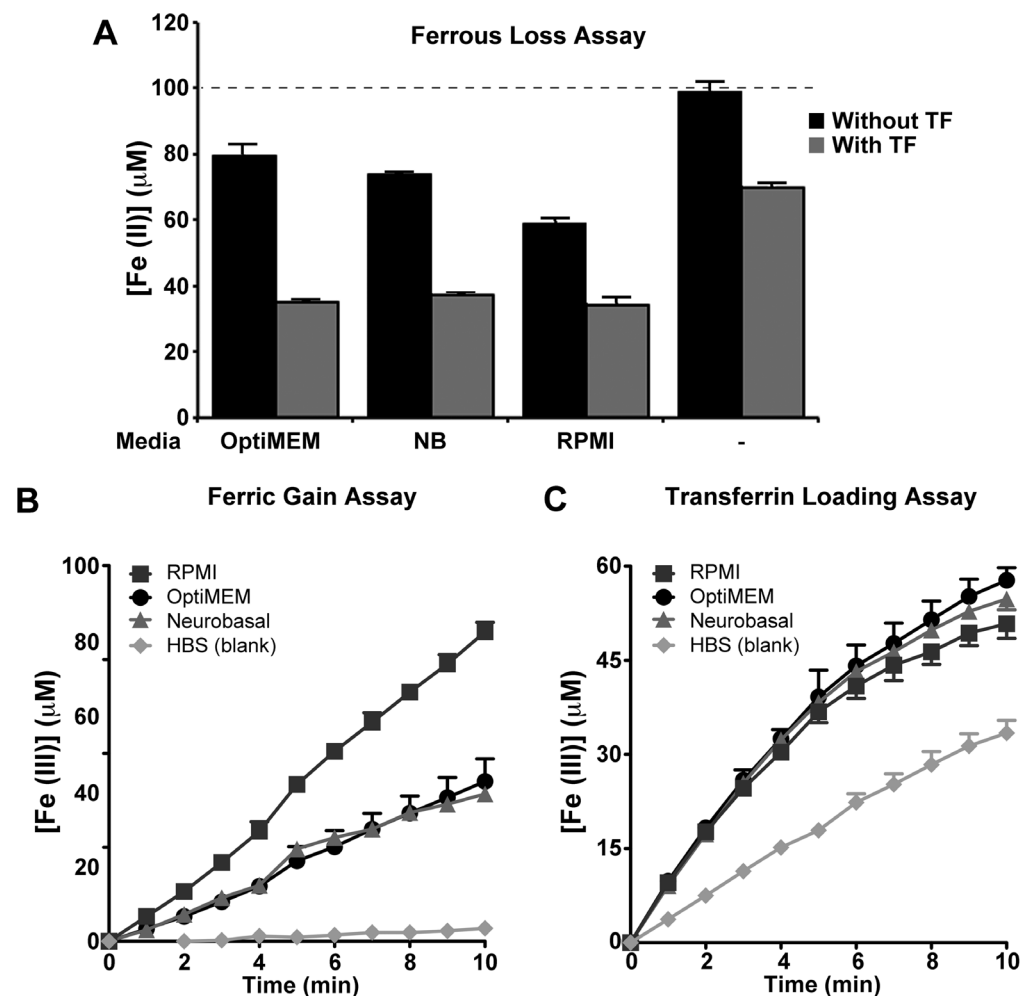 A
Ferrous Loss Assay
[Fe (II)] (μM)
120
100
80
60
40
20
0
Without TF
With TF
Media OptiMEM NB RPMI -
B
Ferric Gain Assay
[Fe (III)] (μM)
100
80
60
40
20
0
RPMI
OptiMEM
Neurobasal
HBS (blank)
0 2 4 6 8 10
Time (min)
C
Transferrin Loading Assay
[Fe (III)] (μM)
60
45
30
15
0
RPMI
OptiMEM
Neurobasal
HBS (blank)
0 2 4 6 8 10
Time (min)